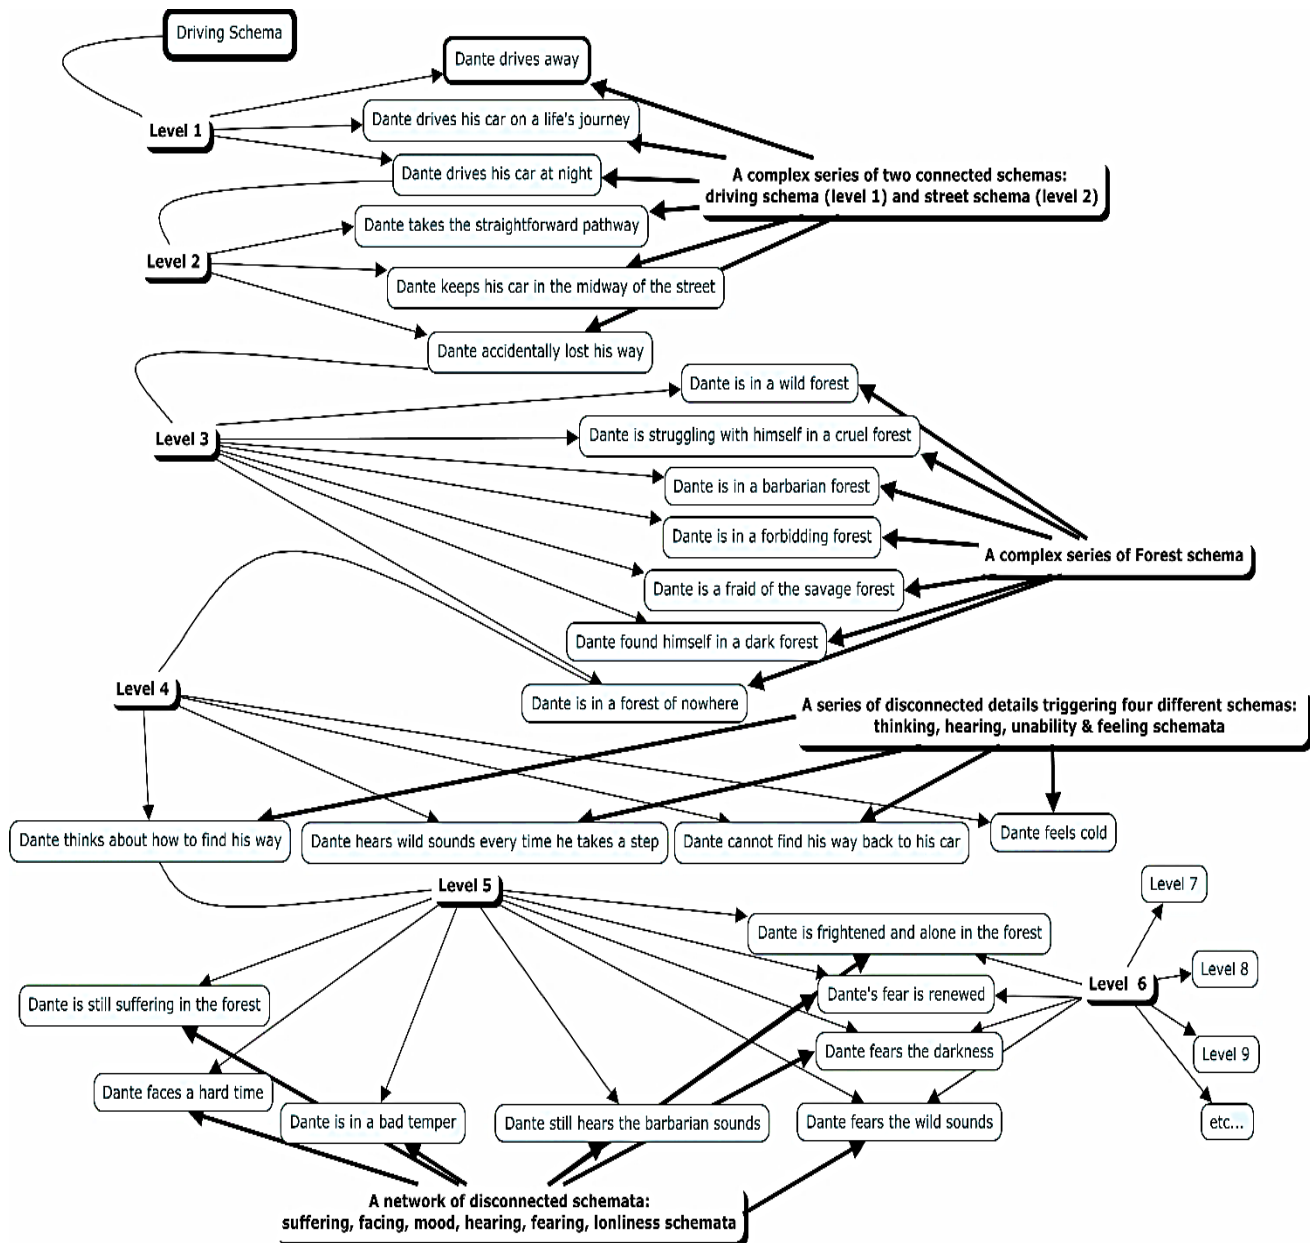 Driving Schema
Dante drives away
Level 1
Dante drives his car on a life's journey
Dante drives his car at night
A complex series of two connected schemas:
driving schema (level 1) and street schema (level 2)
Dante takes the straightforward pathway
Level 2
Dante keeps his car in the midway of the street
Dante accidentally lost his way
Dante is in a wild forest
Level 3
Dante is struggling with himself in a cruel forest
Dante is in a barbarian forest
Dante is in a forbidding forest
A complex series of Forest schema
Dante is a fraid of the savage forest
Dante found himself in a dark forest
Level 4
Dante is in a forest of nowhere
A series of disconnected details triggering four different schemas:
thinking, hearing, unability & feeling schemata
Dante thinks about how to find his way
Dante hears wild sounds every time he takes a step
Dante cannot find his way back to his car
Dante feels cold
Level 5
Level 7
Dante is frightened and alone in the forest
Level 8
Level 6
Dante is still suffering in the forest
Dante's fear is renewed
Dante fears the darkness
Level 9
Dante faces a hard time
Dante is in a bad temper
Dante still hears the barbarian sounds
Dante fears the wild sounds
etc...
A network of disconnected schemata:
suffering, facing, mood, hearing, fearing, lonliness schemata